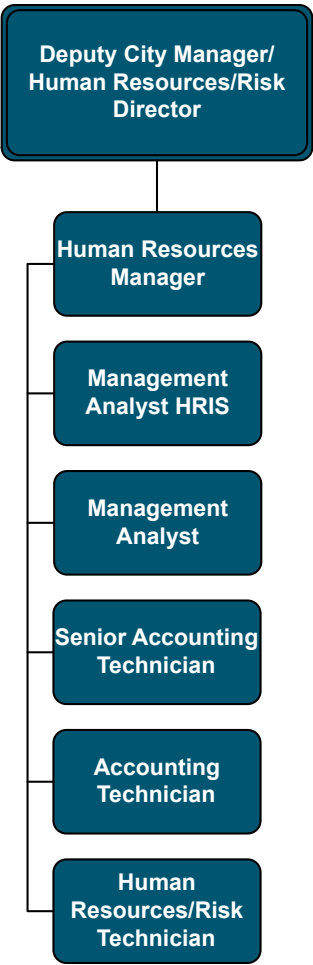 Deputy City Manager/
Human Resources/Risk
Director
Human Resources
Manager
Management
Analyst HRIS
Management
Analyst
Senior Accounting
Technician
Accounting
Technician
Human
Resources/Risk
Technician